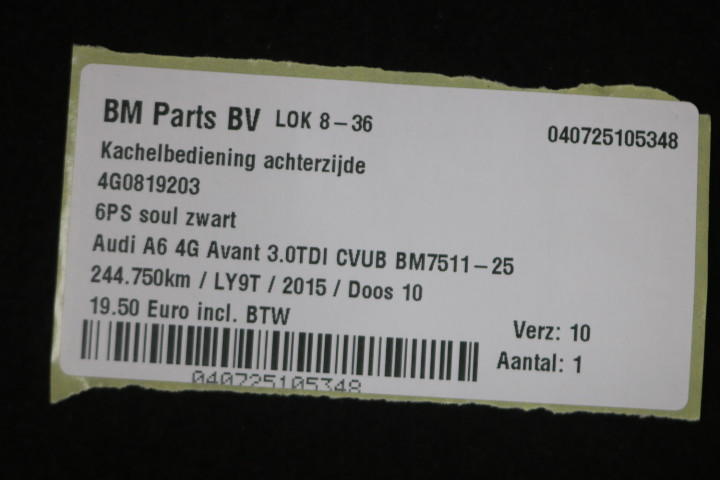 BM Parts BV LOK 8-36 040725105348
Kachelbediening achterzijde
4G0819203
6PS soul zwart
Audi A6 4G Avant 3.0TDI CVUB BM7511-25
244.750km / LY9T / 2015 / Doos 10
19.50 Euro incl. BTW
Verz: 10
Aantal: 1
040725105348